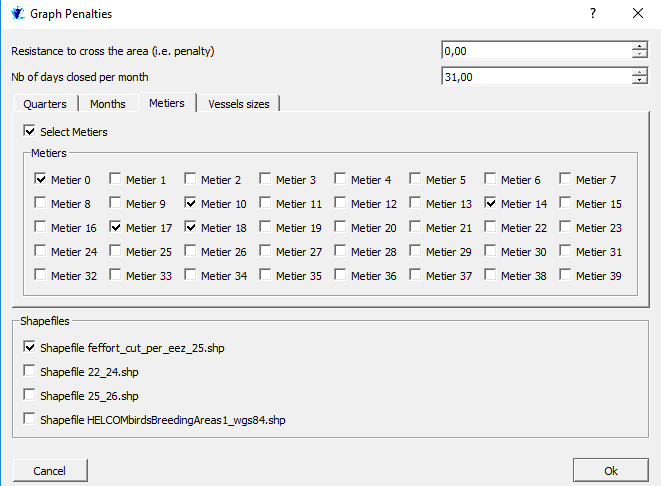 Graph Penalties
Resistance to cross the area (i.e. penalty) 0,00
Nb of days closed per month 31,00
Quarters Months Metiers Vessels sizes
Select Metiers
Metiers
Metier 0 Metier 1 Metier 2 Metier 3 Metier 4 Metier 5 Metier 6 Metier 7
Metier 8 Metier 9 Metier 10 Metier 11 Metier 12 Metier 13 Metier 14 Metier 15
Metier 16 Metier 17 Metier 18 Metier 19 Metier 20 Metier 21 Metier 22 Metier 23
Metier 24 Metier 25 Metier 26 Metier 27 Metier 28 Metier 29 Metier 30 Metier 31
Metier 32 Metier 33 Metier 34 Metier 35 Metier 36 Metier 37 Metier 38 Metier 39
Shapefiles
Shapefile feffort_cut_per_eez_25.shp
Shapefile 22_24.shp
Shapefile 25_26.shp
Shapefile HELCOMbirdsBreedingAreas1_wgs84.shp
Cancel Ok